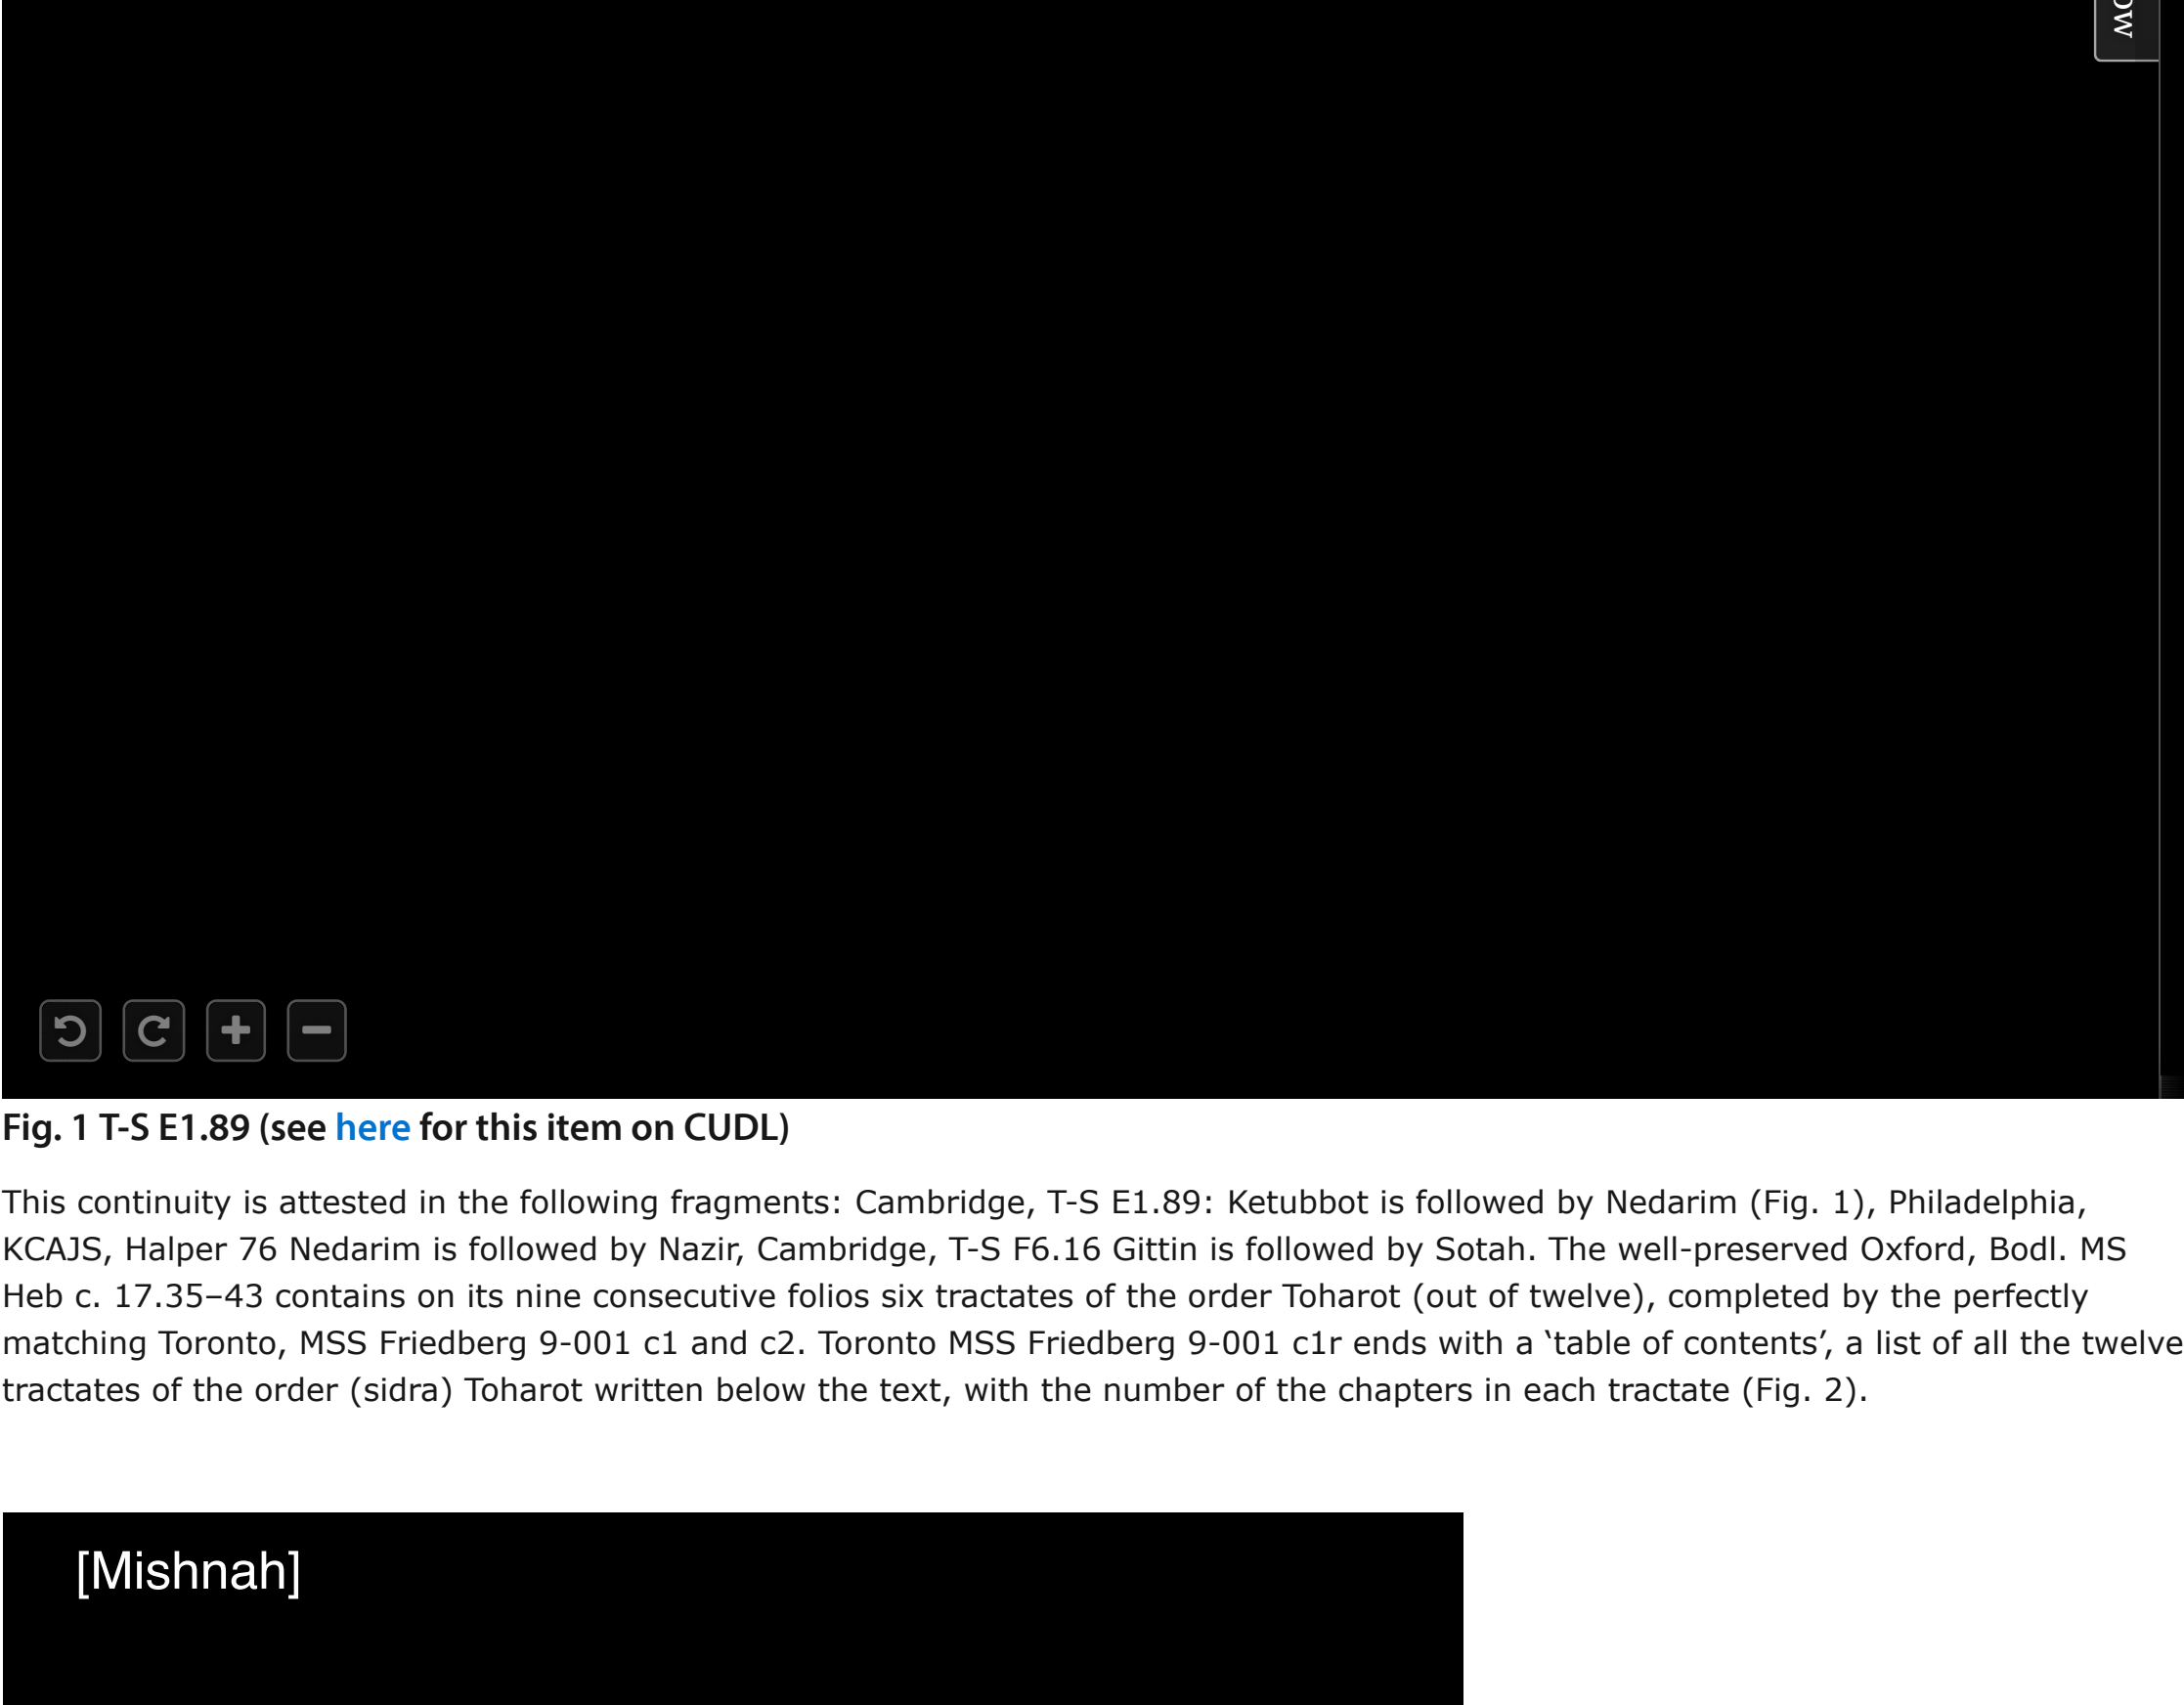 ow
Fig. 1 T-S E1.89 (see here for this item on CUDL)
This continuity is attested in the following fragments: Cambridge, T-S E1.89: Ketubbot is followed by Nedarim (Fig. 1), Philadelphia,
KCAJS, Halper 76 Nedarim is followed by Nazir, Cambridge, T-S F6.16 Gittin is followed by Sotah. The well-preserved Oxford, Bodl. MS
Heb c. 17.35–43 contains on its nine consecutive folios six tractates of the order Toharot (out of twelve), completed by the perfectly
matching Toronto, MSS Friedberg 9-001 c1 and c2. Toronto MSS Friedberg 9-001 c1r ends with a ‘table of contents’, a list of all the twelve
tractates of the order (sidra) Toharot written below the text, with the number of the chapters in each tractate (Fig. 2).
[Mishnah]